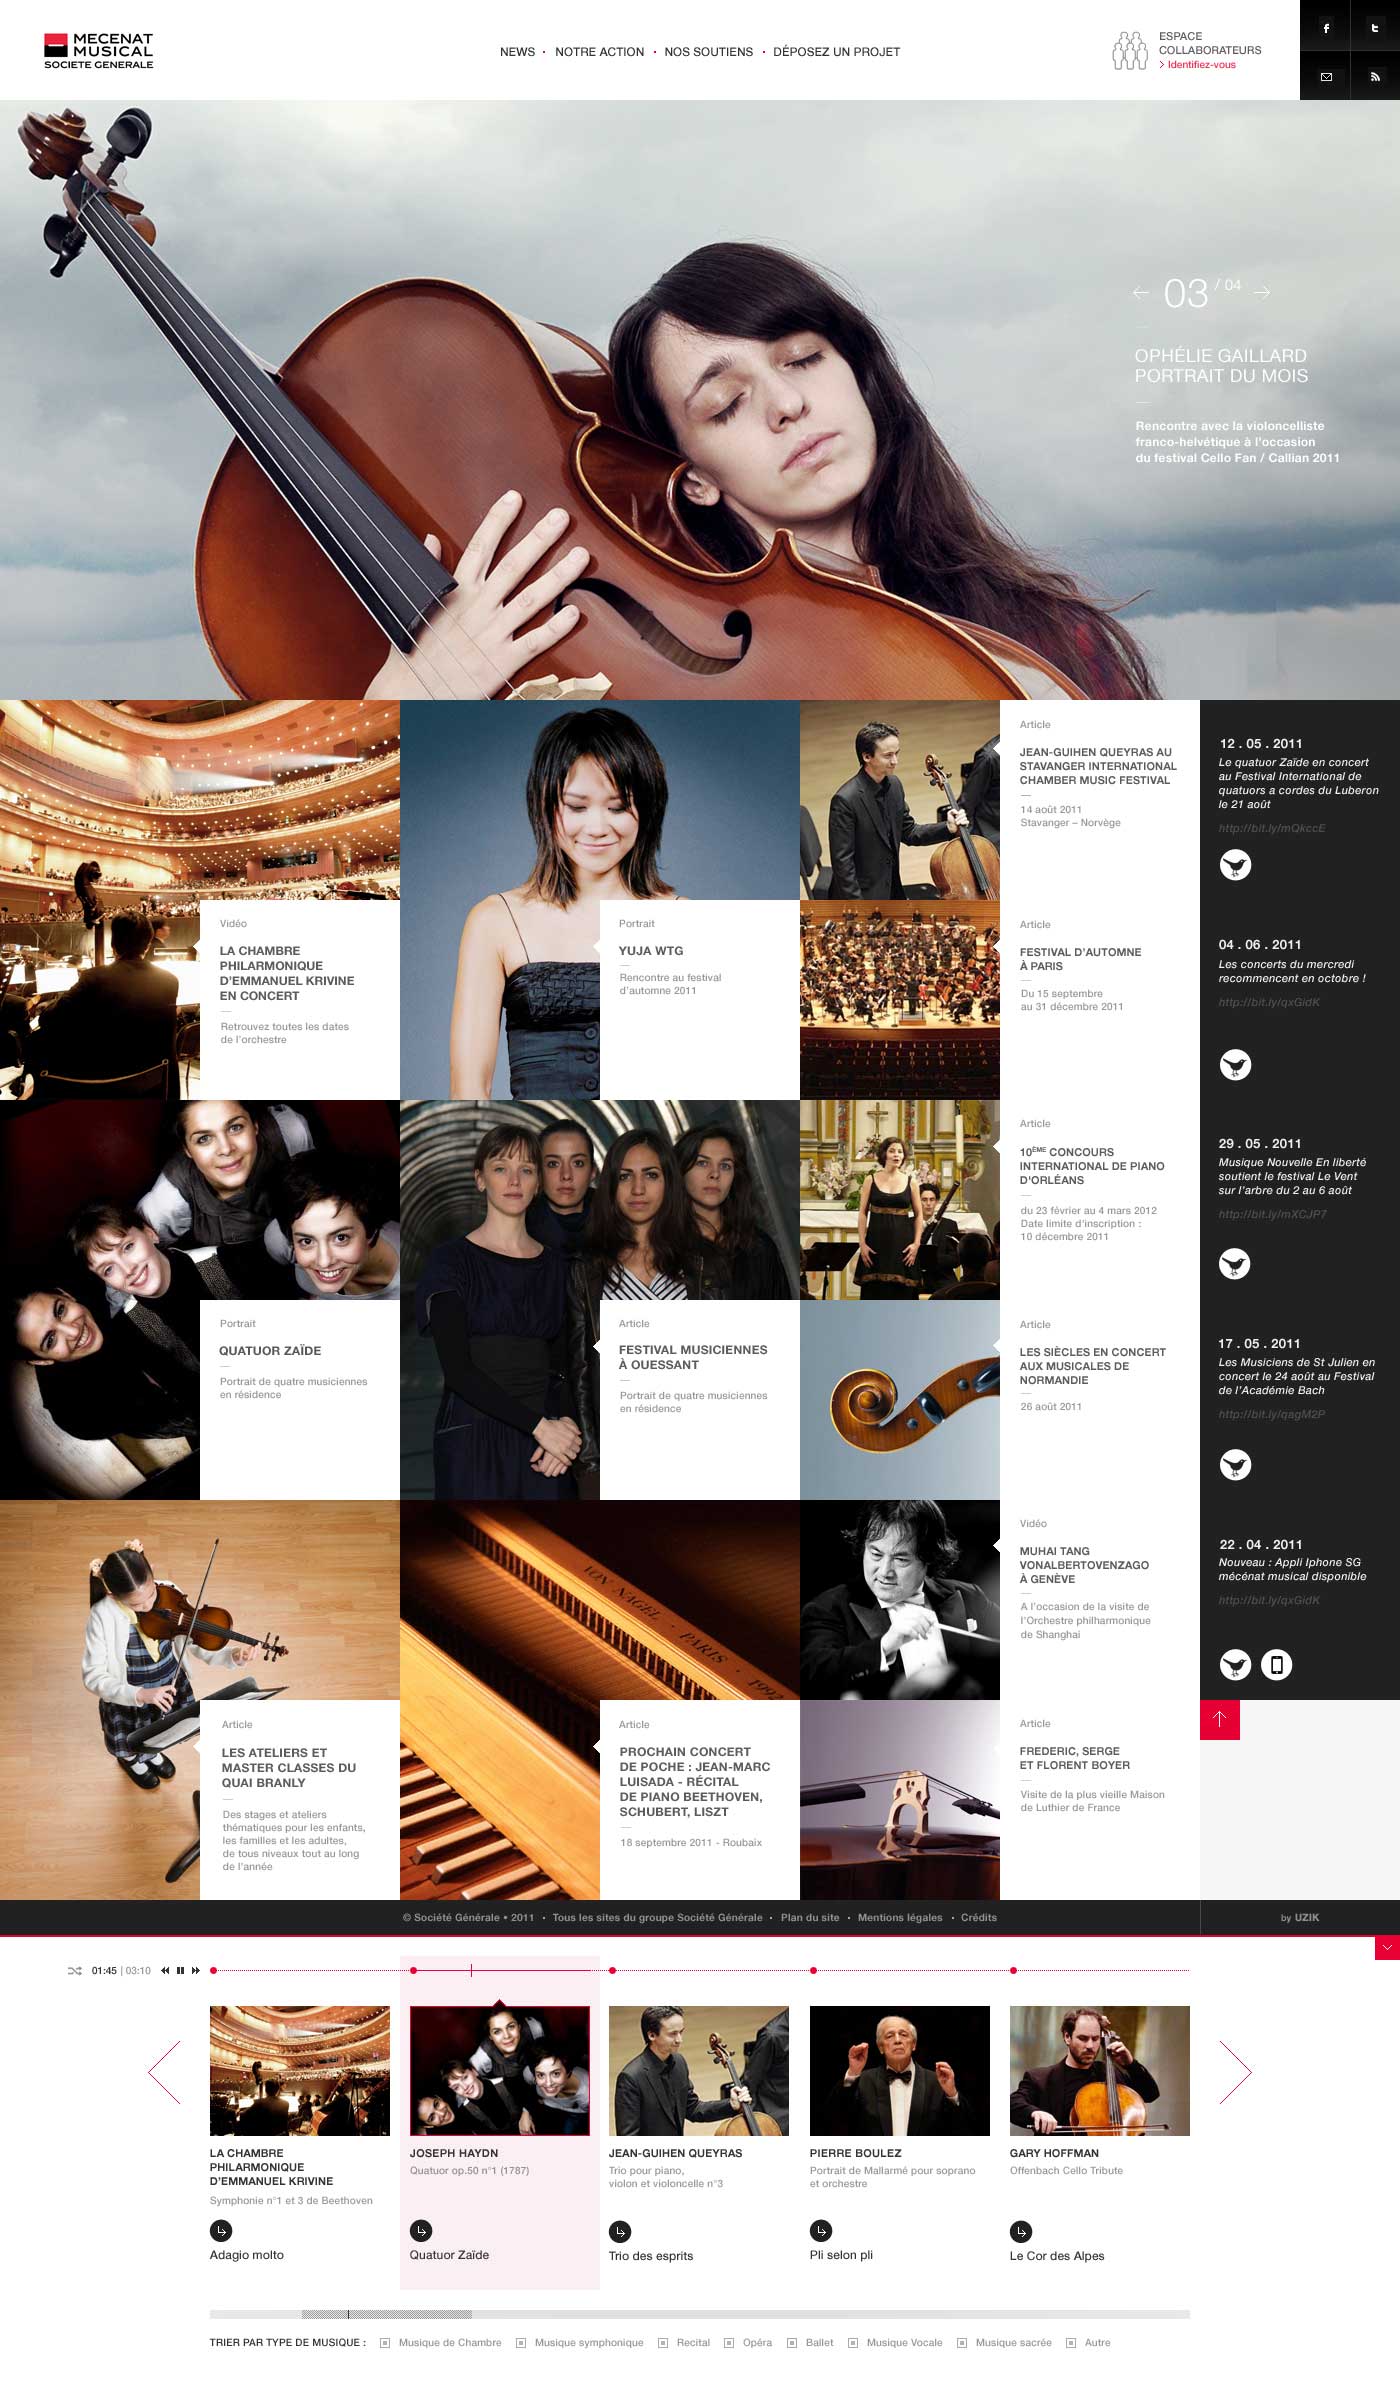 MECENAT
MUSICAL
SOCIETE GENERALE
NEWS • NOTRE ACTION • NOS SOUTIENS • DÉPOSEZ UN PROJET
ESPACE
COLLABORATEURS
> Identifiez-vous
03 / 04
OPHÉLIE GAILLARD
PORTRAIT DU MOIS
Rencontre avec la violoncelliste
franco-helvétique à l'occasion
du festival Cello Fan / Callian 2011
Vidéo
LA CHAMBRE
PHILARMONIQUE
D'EMMANUEL KRIVINE
EN CONCERT
Retrouvez toutes les dates
de l'orchestre
Portrait
YUJA WTG
Rencontre au festival
d'automne 2011
Article
JEAN-GUIHEN QUEYRAS AU
STAVANGER INTERNATIONAL
CHAMBER MUSIC FESTIVAL
14 août 2011
Stavanger – Norvège
Article
FESTIVAL D'AUTOMNE
À PARIS
Du 15 septembre
au 31 décembre 2011
12 . 05 . 2011
Le quatuor Zaïde en concert
au Festival International de
quatuors a cordes du Luberon
le 21 août
http://bit.ly/mQkccE
04 . 06 . 2011
Les concerts du mercredi
recommencent en octobre !
http://bit.ly/qxGidK
Portrait
QUATUOR ZAÏDE
Portrait de quatre musiciennes
en résidence
Article
FESTIVAL MUSICIENNES
À OUESSANT
Portrait de quatre musiciennes
en résidence
Article
10ÈME CONCOURS
INTERNATIONAL DE PIANO
D'ORLÉANS
du 23 février au 4 mars 2012
Date limite d'inscription :
10 décembre 2011
Article
LES SIÈCLES EN CONCERT
AUX MUSICALES DE
NORMANDIE
26 août 2011
29 . 05 . 2011
Musique Nouvelle En liberté
soutient le festival Le Vent
sur l'arbre du 2 au 6 août
http://bit.ly/mXCJP7
17 . 05 . 2011
Les Musiciens de St Julien en
concert le 24 août au Festival
de l'Académie Bach
http://bit.ly/qagM2P
Article
LES ATELIERS ET
MASTER CLASSES DU
QUAI BRANLY
Des stages et ateliers
thématiques pour les enfants,
les familles et les adultes,
de tous niveaux tout au long
de l'année
ION NAGEL • PARIS • 1992
Article
PROCHAIN CONCERT
DE POCHE : JEAN-MARC
LUISADA - RÉCITAL
DE PIANO BEETHOVEN,
SCHUBERT, LISZT
18 septembre 2011 - Roubaix
Vidéo
MUHAI TANG
VONALBERTOVENZAGO
À GENÈVE
A l'occasion de la visite de
l'Orchestre philharmonique
de Shanghai
Article
FREDERIC, SERGE
ET FLORENT BOYER
Visite de la plus vieille Maison
de Luthier de France
22 . 04 . 2011
Nouveau : Appli Iphone SG
mécénat musical disponible
http://bit.ly/qxGidK
© Société Générale • 2011 • Tous les sites du groupe Société Générale • Plan du site • Mentions légales • Crédits
by UZIK
01:45 | 03:10
LA CHAMBRE
PHILARMONIQUE
D'EMMANUEL KRIVINE
Symphonie n°1 et 3 de Beethoven
Adagio molto
JOSEPH HAYDN
Quatuor op.50 n°1 (1787)
Quatuor Zaïde
JEAN-GUIHEN QUEYRAS
Trio pour piano,
violon et violoncelle n°3
Trio des esprits
PIERRE BOULEZ
Portrait de Mallarmé pour soprano
et orchestre
Pli selon pli
GARY HOFFMAN
Offenbach Cello Tribute
Le Cor des Alpes
TRIER PAR TYPE DE MUSIQUE : Musique de Chambre Musique symphonique Recital Opéra Ballet Musique Vocale Musique sacrée Autre